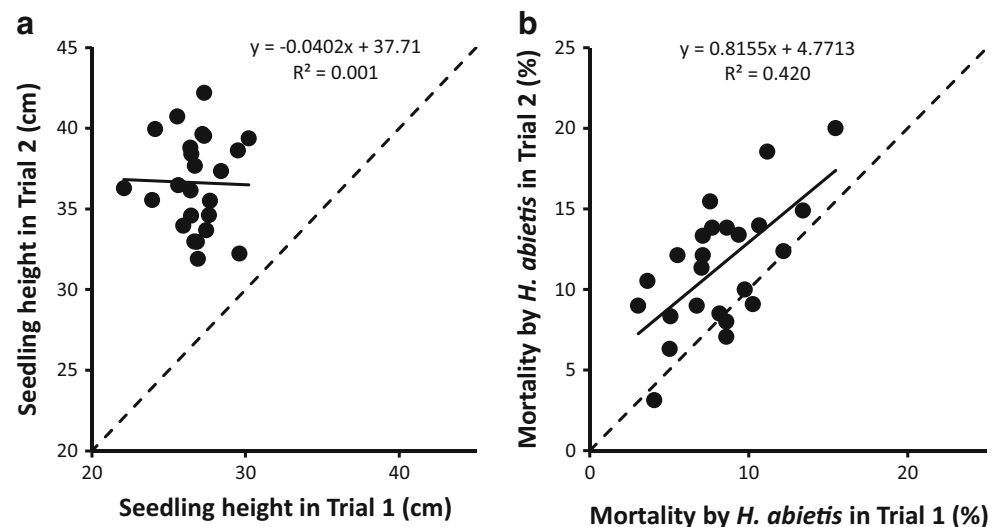 a
y = -0.0402x + 37.71
R² = 0.001
Seedling height in Trial 2 (cm)
45
40
35
30
25
20
20
30
40
Seedling height in Trial 1 (cm)
b
y = 0.8155x + 4.7713
R² = 0.420
Mortality by H. abietis in Trial 2 (%)
25
20
15
10
5
0
0
10
20
Mortality by H. abietis in Trial 1 (%)